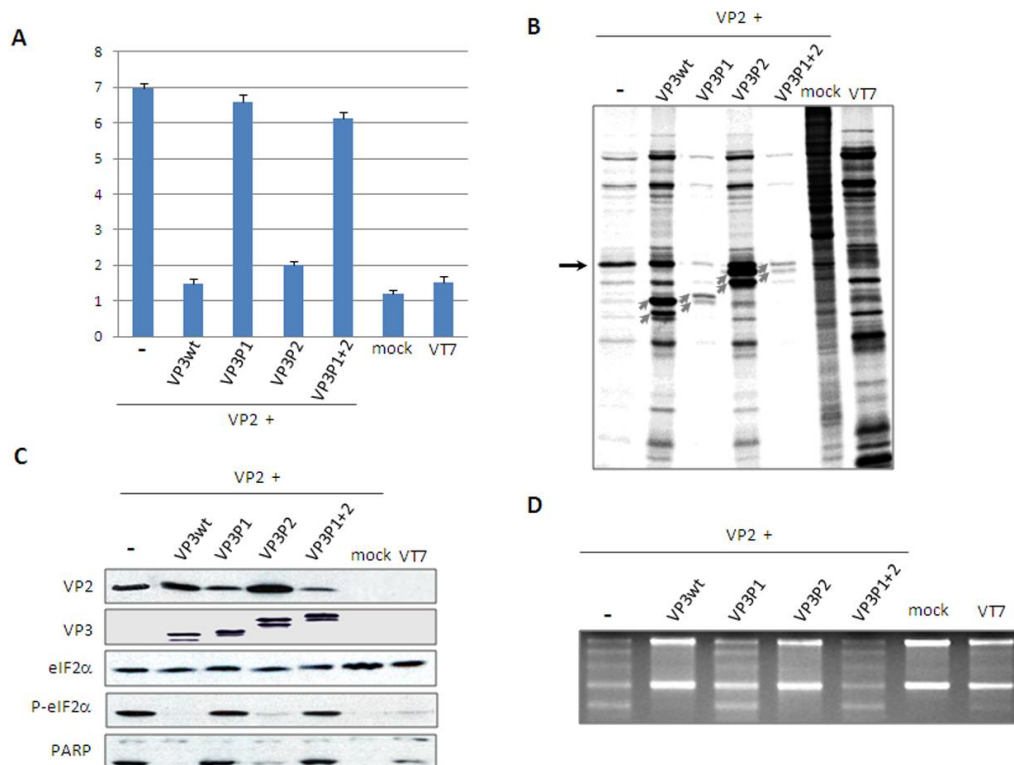 A
8
7
6
5
4
3
2
1
0
-
VP3wt
VP3P1
VP3P2
VP3P1+2
mock
VT7
VP2 +
B
VP2 +
-
VP3wt
VP3P1
VP3P2
VP3P1+2
mock
VT7
C
VP2 +
-
VP3wt
VP3P1
VP3P2
VP3P1+2
mock
VT7
VP2
VP3
eIF2α
P-eIF2α
PARP
D
VP2 +
-
VP3wt
VP3P1
VP3P2
VP3P1+2
mock
VT7